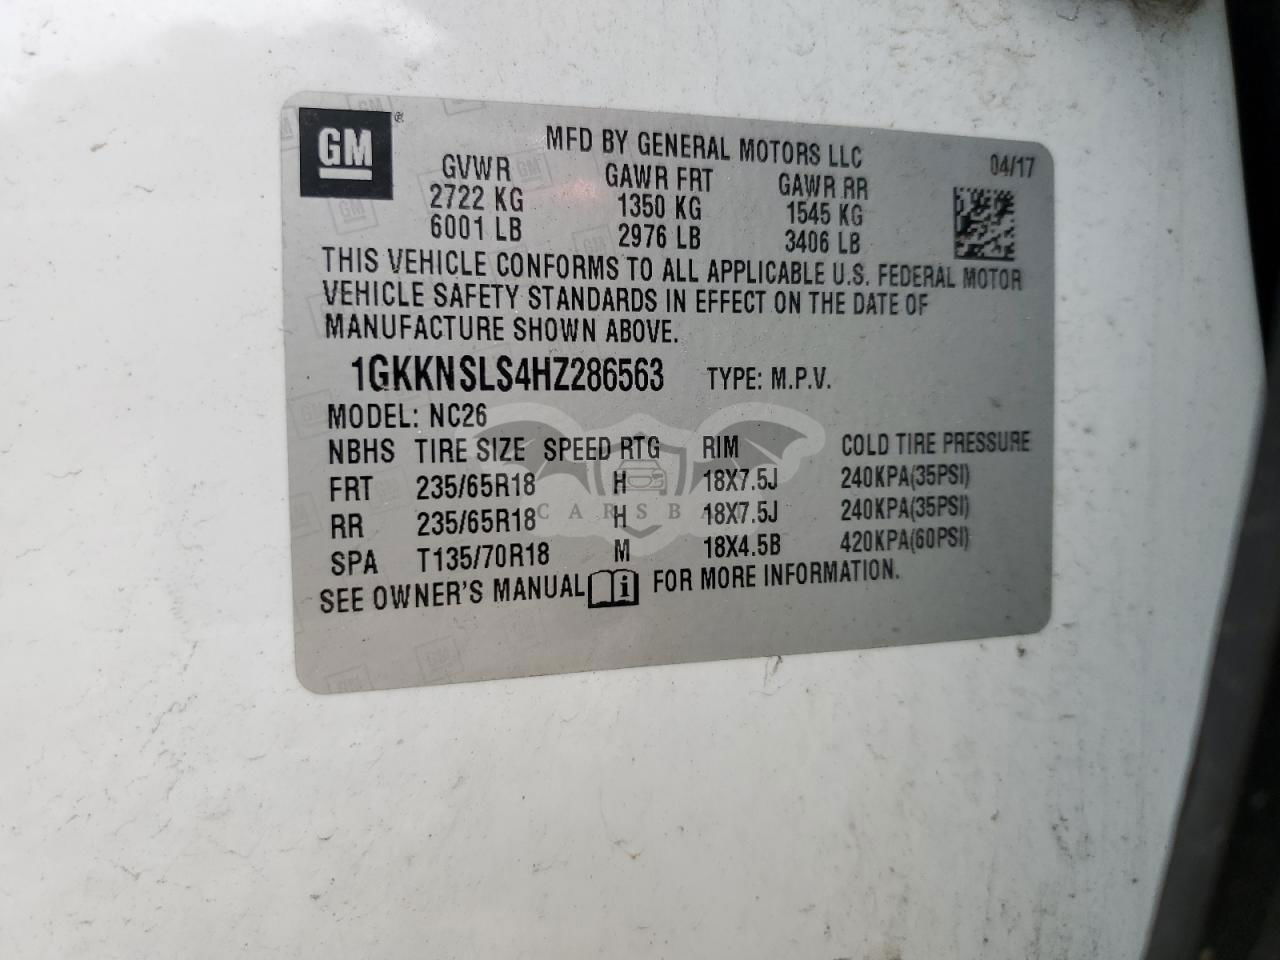 GM ®
MFD BY GENERAL MOTORS LLC 04/17
GVWR GAWR FRT GAWR RR
2722 KG 1350 KG 1545 KG
6001 LB 2976 LB 3406 LB
THIS VEHICLE CONFORMS TO ALL APPLICABLE U.S. FEDERAL MOTOR
VEHICLE SAFETY STANDARDS IN EFFECT ON THE DATE OF
MANUFACTURE SHOWN ABOVE.
1GKKNSLS4HZ286563 TYPE: M.P.V.
MODEL: NC26
NBHS TIRE SIZE SPEED RTG RIM COLD TIRE PRESSURE
FRT 235/65R18 H 18X7.5J 240KPA(35PSI)
RR 235/65R18 H 18X7.5J 240KPA(35PSI)
SPA T135/70R18 M 18X4.5B 420KPA(60PSI)
SEE OWNER'S MANUAL i FOR MORE INFORMATION.